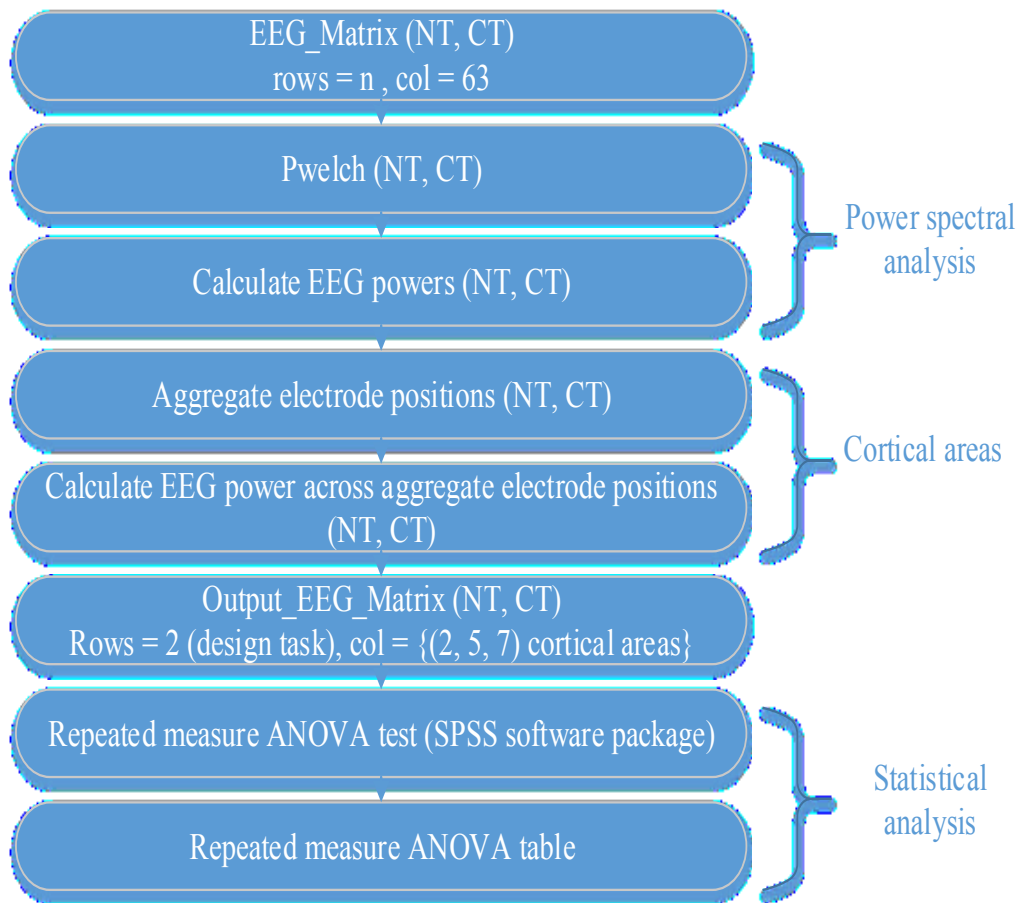 EEG_Matrix (NT, CT)
rows = n , col = 63
Pwelch (NT, CT)
Calculate EEG powers (NT, CT)
Power spectral
analysis
Aggregate electrode positions (NT, CT)
Calculate EEG power across aggregate electrode positions
(NT, CT)
Cortical areas
Output_EEG_Matrix (NT, CT)
Rows = 2 (design task), col = {(2, 5, 7) cortical areas}
Repeated measure ANOVA test (SPSS software package)
Repeated measure ANOVA table
Statistical
analysis